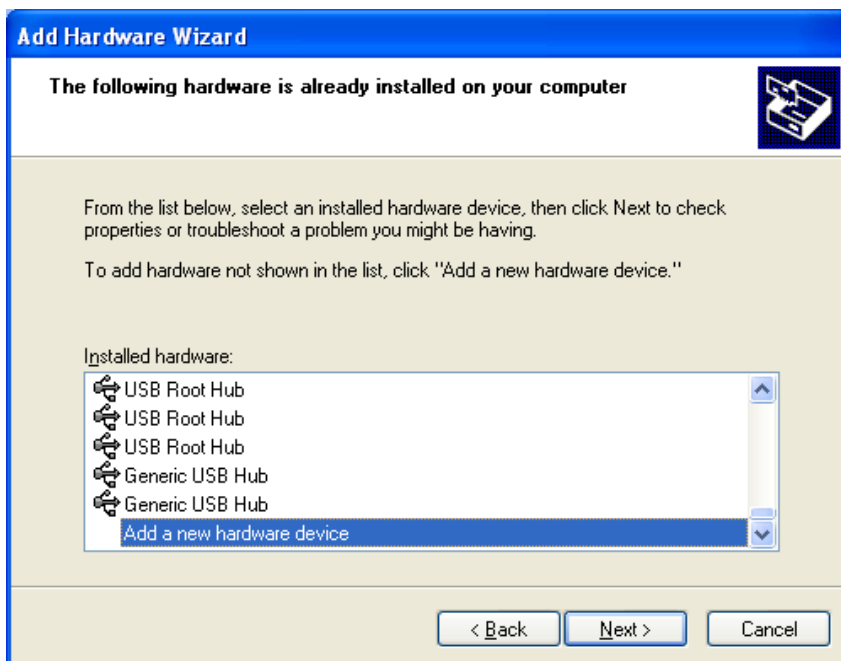 Add Hardware Wizard
The following hardware is already installed on your computer
From the list below, select an installed hardware device, then click Next to check
properties or troubleshoot a problem you might be having.
To add hardware not shown in the list, click "Add a new hardware device."
Installed hardware:
USB Root Hub
USB Root Hub
USB Root Hub
Generic USB Hub
Generic USB Hub
Add a new hardware device
< Back Next > Cancel